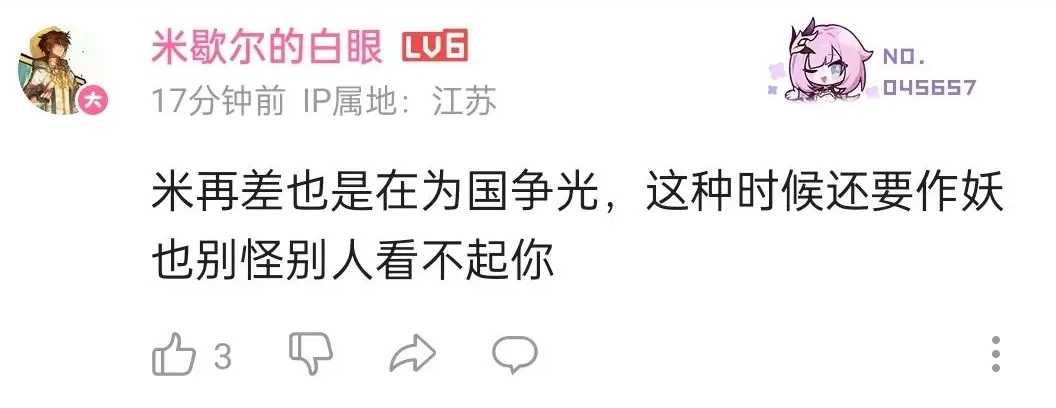 米歇尔的白眼 LV6
大
17分钟前 IP属地：江苏
NO.
045657
米再差也是在为国争光，这种时候还要作妖
也别怪别人看不起你
3